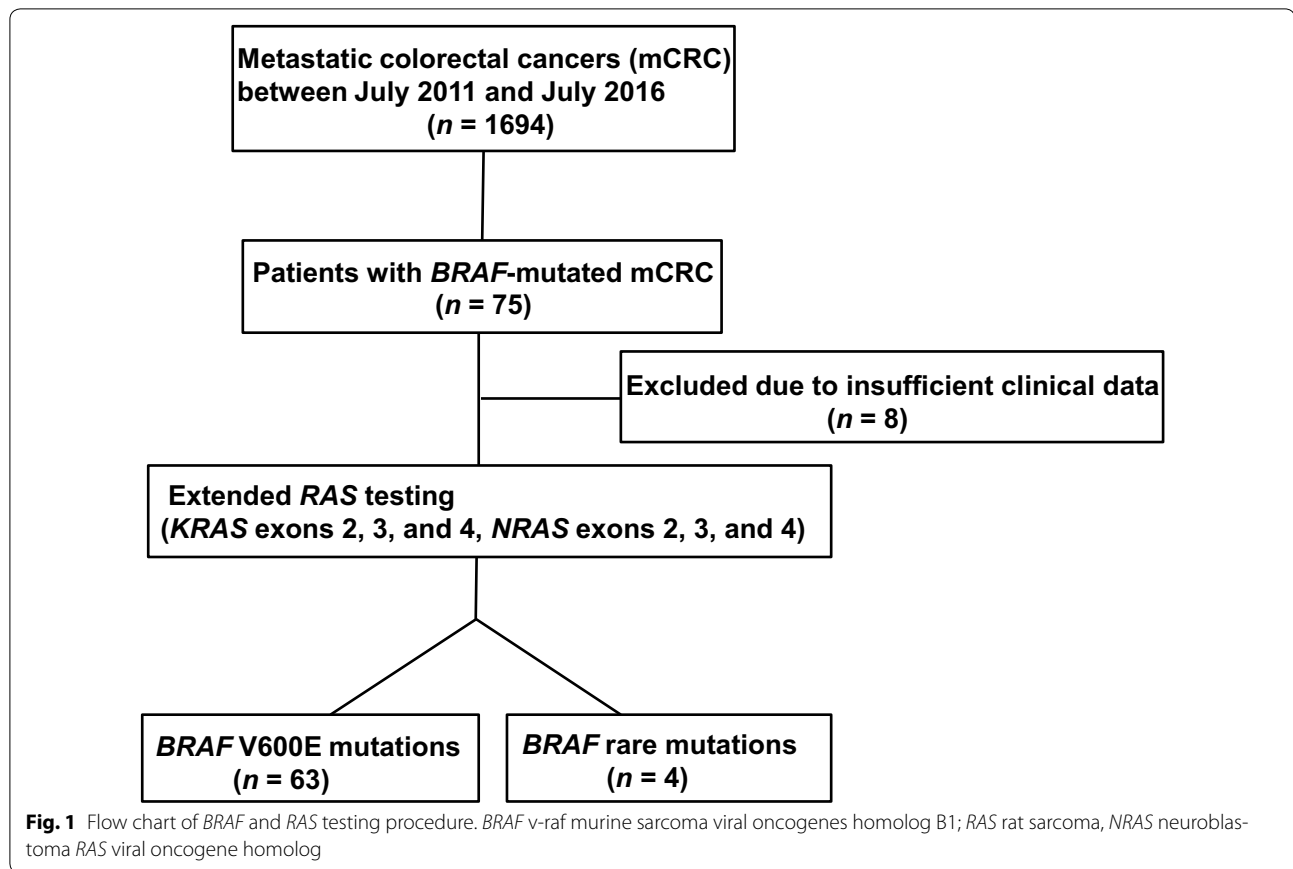 Metastatic colorectal cancers (mCRC)
between July 2011 and July 2016
(n = 1694)
Patients with BRAF-mutated mCRC
(n = 75)
Excluded due to insufficient clinical data
(n = 8)
Extended RAS testing
(KRAS exons 2, 3, and 4, NRAS exons 2, 3, and 4)
BRAF V600E mutations
(n = 63)
BRAF rare mutations
(n = 4)
Fig. 1 Flow chart of BRAF and RAS testing procedure. BRAF v-raf murine sarcoma viral oncogenes homolog B1; RAS rat sarcoma, NRAS neuroblas-
toma RAS viral oncogene homolog